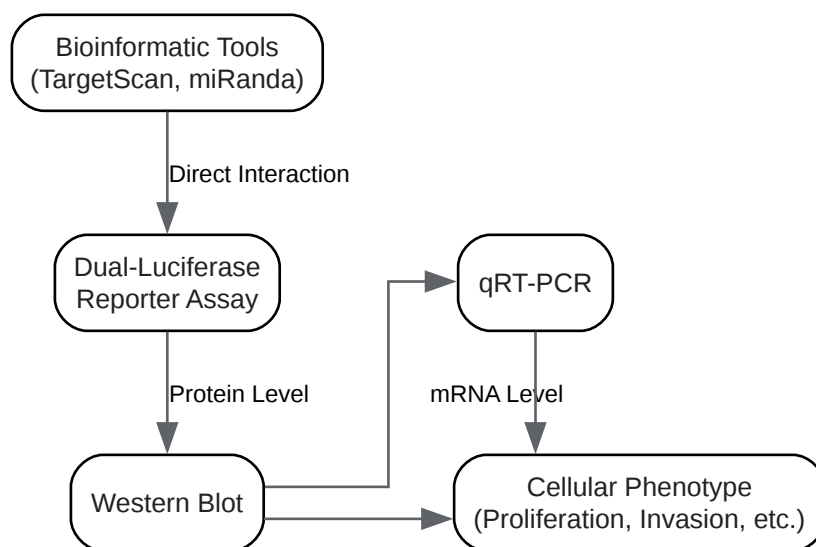 Bioinformatic Tools
(TargetScan, miRanda)
Direct Interaction
Dual-Luciferase
Reporter Assay
qRT-PCR
Protein Level
mRNA Level
Western Blot
Cellular Phenotype
(Proliferation, Invasion, etc.)